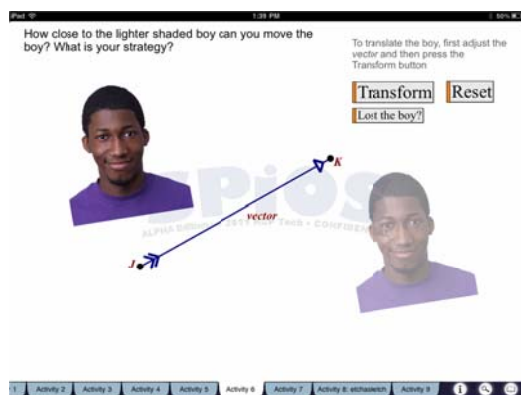 iPad
1:39 PM
50%
How close to the lighter shaded boy can you move the
boy? What is your strategy?
To translate the boy, first adjust the
vector and then press the
Transform button
Transform
Reset
Lost the boy?
K
SPiOS
vector
J
Activity 2
Activity 3
Activity 4
Activity 5
Activity 6
Activity 7
Activity 8: etchasketch
Activity 9